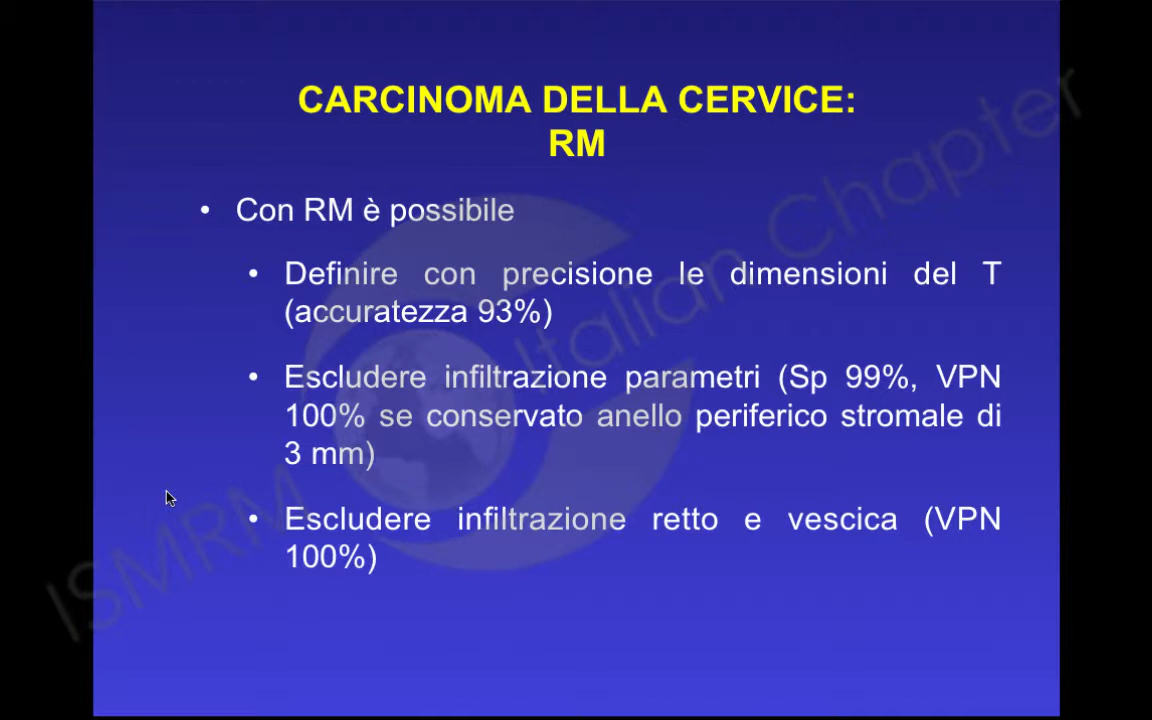 CARCINOMA DELLA CERVICE:
RM
• Con RM è possibile
• Definire con precisione le dimensioni del T
(accuratezza 93%)
• Escludere infiltrazione parametri (Sp 99%, VPN
100% se conservato anello periferico stromale di
3 mm)
• Escludere infiltrazione retto e vescica (VPN
100%)
ISMRM Italian Chapter